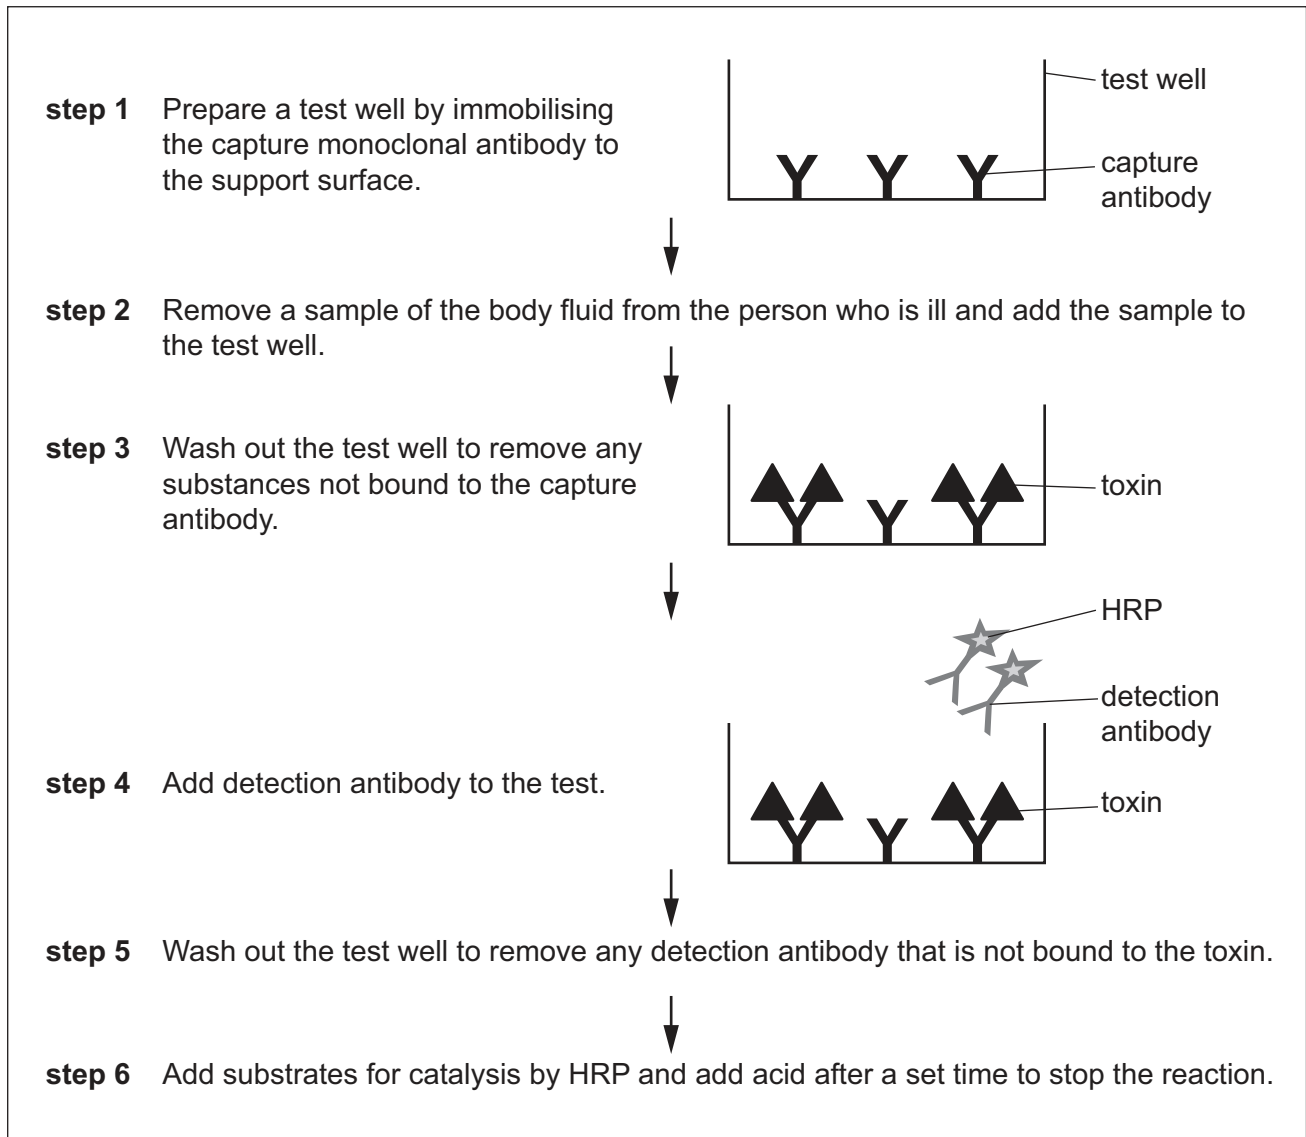 step 1 Prepare a test well by immobilising
the capture monoclonal antibody to
the support surface.
test well
capture
antibody
step 2 Remove a sample of the body fluid from the person who is ill and add the sample to
the test well.
step 3 Wash out the test well to remove any
substances not bound to the capture
antibody.
toxin
HRP
detection
antibody
step 4 Add detection antibody to the test.
toxin
step 5 Wash out the test well to remove any detection antibody that is not bound to the toxin.
step 6 Add substrates for catalysis by HRP and add acid after a set time to stop the reaction.